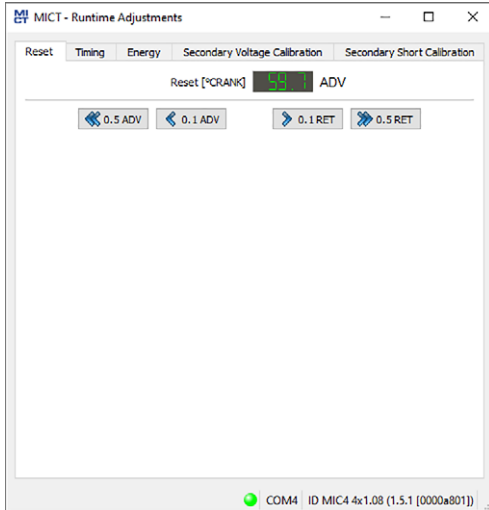 MICT MICT - Runtime Adjustments
Reset Timing Energy Secondary Voltage Calibration Secondary Short Calibration
Reset [°CRANK] 59.7 ADV
0.5 ADV 0.1 ADV 0.1 RET 0.5 RET
COM4 ID MIC4 4x1.08 (1.5.1 [0000a801])